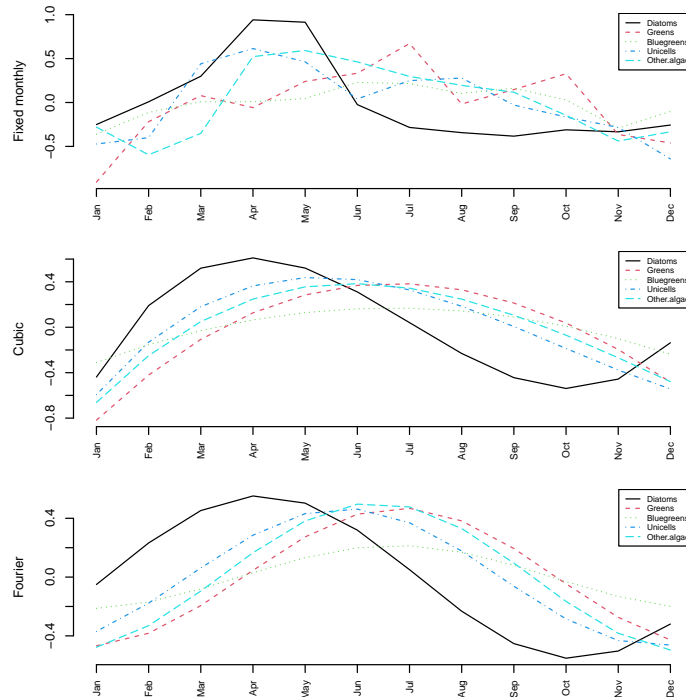 Fixed monthly
1.0
0.5
0.0
−0.5
Diatoms
Greens
Bluegreens
Unicells
Other.algae
Jan
Feb
Mar
Apr
May
Jun
Jul
Aug
Sep
Oct
Nov
Dec
Cubic
0.4
0.0
−0.4
−0.8
Diatoms
Greens
Bluegreens
Unicells
Other.algae
Jan
Feb
Mar
Apr
May
Jun
Jul
Aug
Sep
Oct
Nov
Dec
Fourier
0.4
0.0
−0.4
Diatoms
Greens
Bluegreens
Unicells
Other.algae
Jan
Feb
Mar
Apr
May
Jun
Jul
Aug
Sep
Oct
Nov
Dec